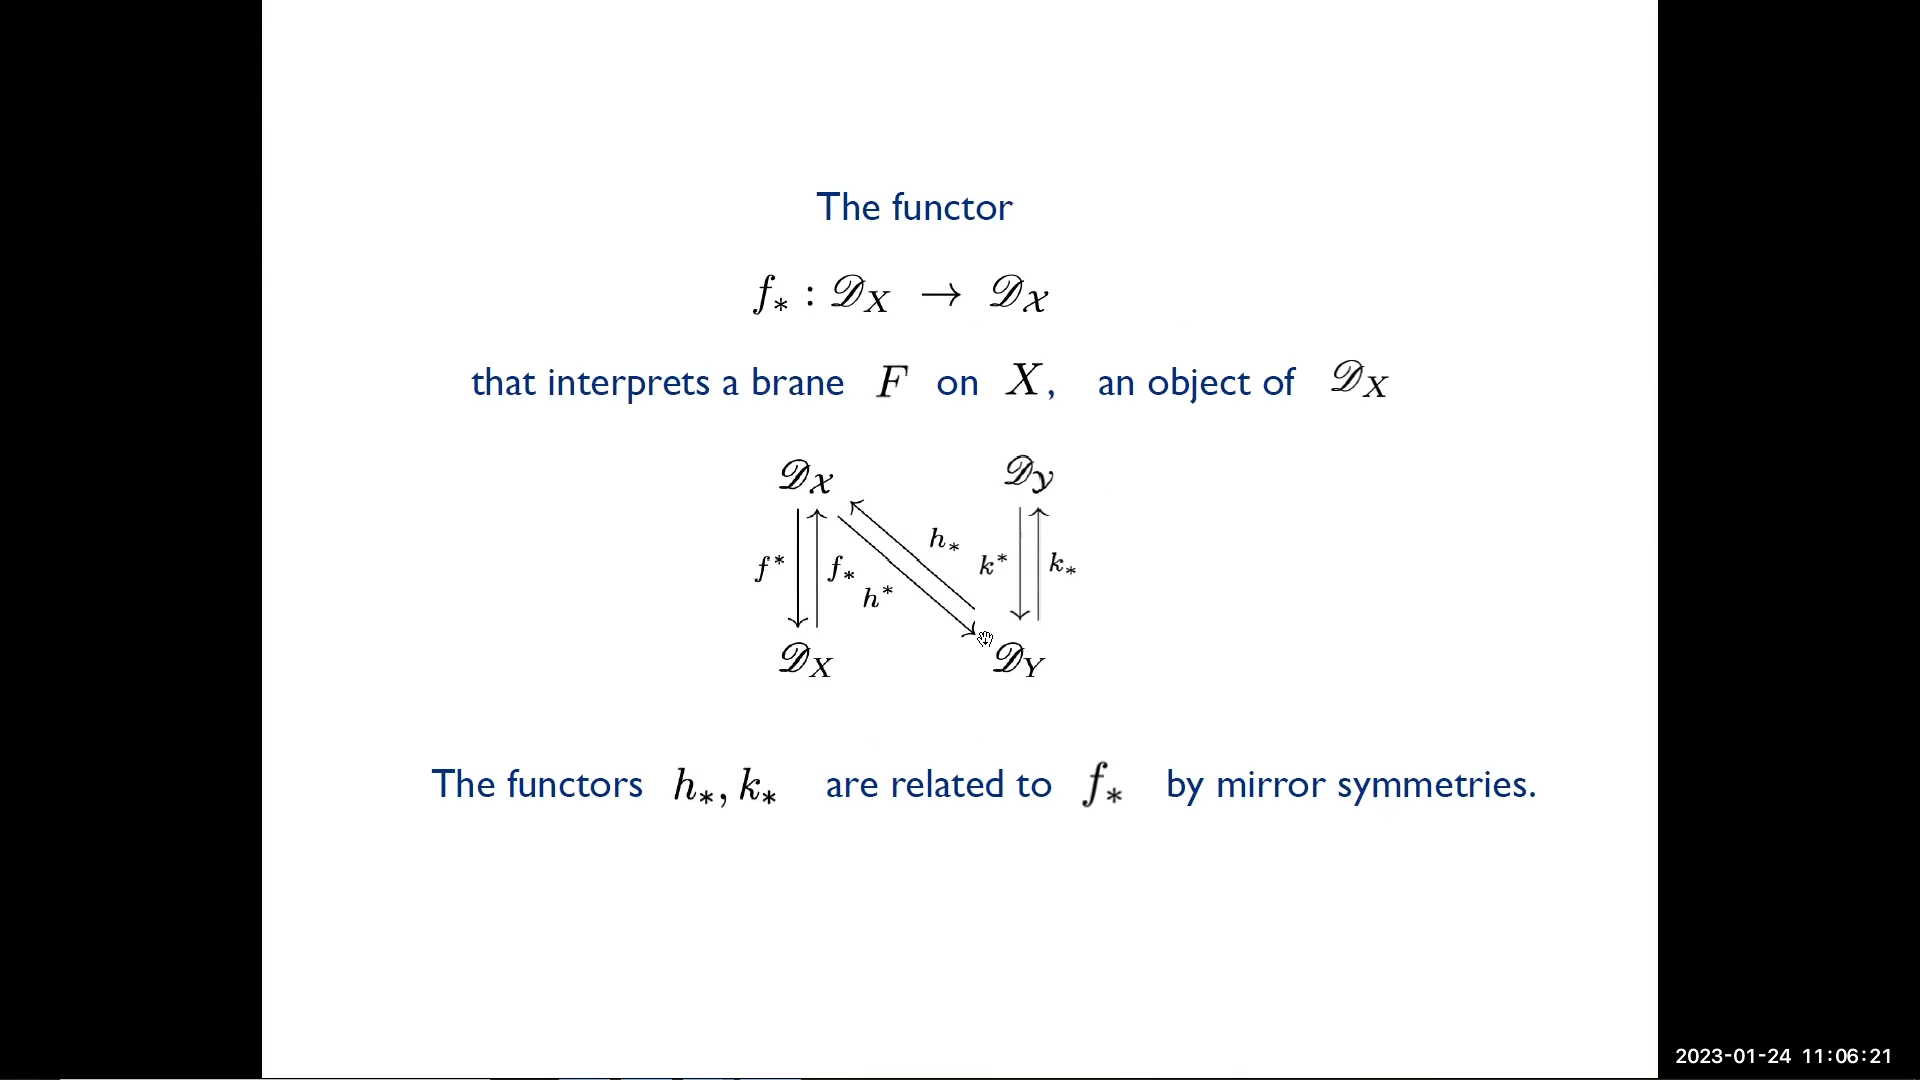 The functor
f_* : 𝒟_X → 𝒟_𝒳
that interprets a brane F on X, an object of 𝒟_X
𝒟_𝒳 𝒟_𝒴
f^* f_* h^* h_* k^* k_*
𝒟_X 𝒟_Y
The functors h_*, k_* are related to f_* by mirror symmetries.
2023-01-24 11:06:21